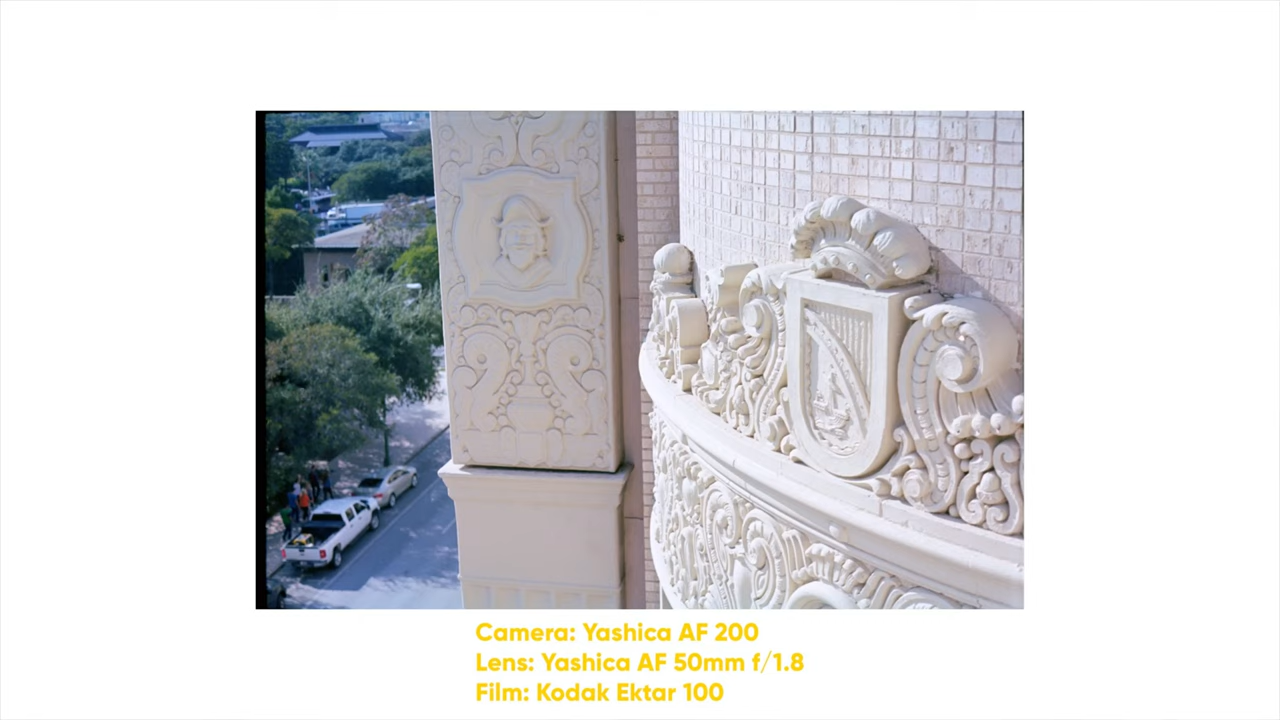 Camera: Yashica AF 200
Lens: Yashica AF 50mm f/1.8
Film: Kodak Ektar 100